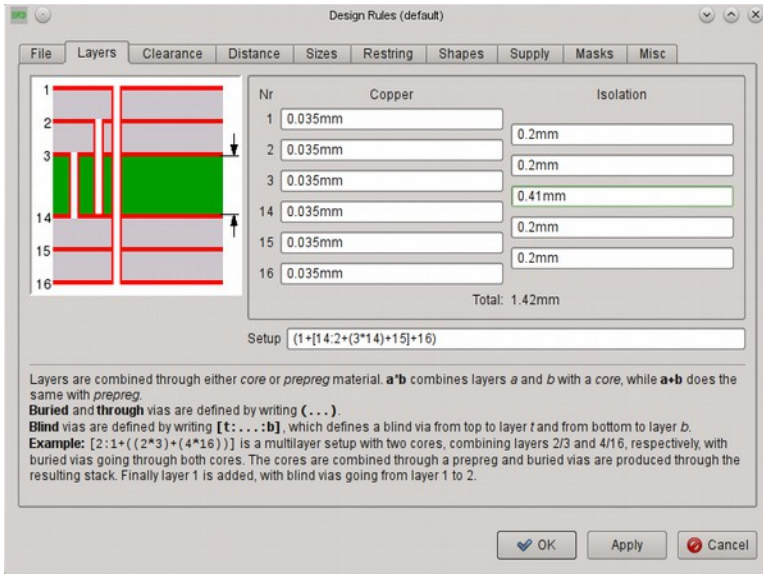 BRD
Design Rules (default)
File Layers Clearance Distance Sizes Restring Shapes Supply Masks Misc
1
2
3
14
15
16
Nr Copper Isolation
1 0.035mm
0.2mm
2 0.035mm
0.2mm
3 0.035mm
0.41mm
14 0.035mm
0.2mm
15 0.035mm
0.2mm
16 0.035mm
Total: 1.42mm
Setup (1+[14:2+(3*14)+15]+16)
Layers are combined through either core or prepreg material. a*b combines layers a and b with a core, while a+b does the
same with prepreg.
Buried and through vias are defined by writing (...).
Blind vias are defined by writing [t:...:b], which defines a blind via from top to layer t and from bottom to layer b.
Example: [2:1+((2*3)+(4*16))] is a multilayer setup with two cores, combining layers 2/3 and 4/16, respectively, with
buried vias going through both cores. The cores are combined through a prepreg and buried vias are produced through the
resulting stack. Finally layer 1 is added, with blind vias going from layer 1 to 2.
OK Apply Cancel